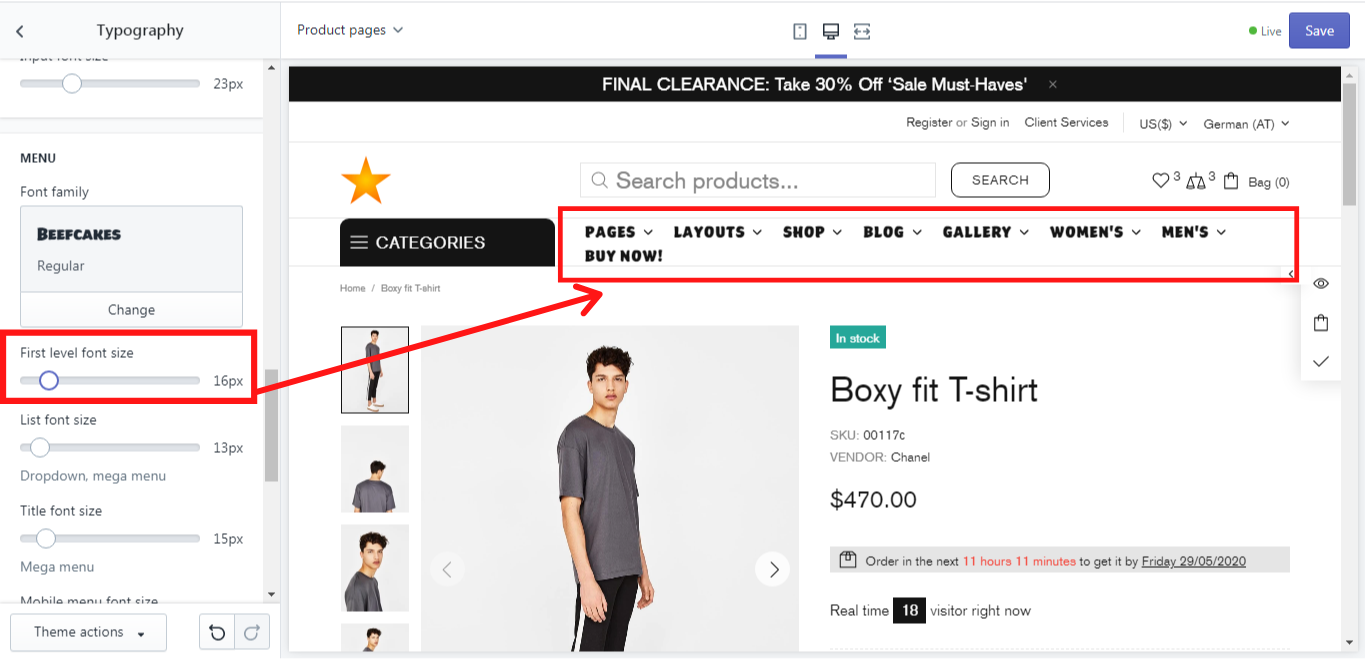 Typography
Product pages
Live
Save
Input font size
23px
MENU
Font family
BEEFCAKES
Regular
Change
First level font size
16px
List font size
13px
Dropdown, mega menu
Title font size
15px
Mega menu
Mobile menu font size
Theme actions
FINAL CLEARANCE: Take 30% Off ‘Sale Must-Haves'
Register or Sign in
Client Services
US($)
German (AT)
Search products...
SEARCH
3
3
Bag (0)
CATEGORIES
PAGES LAYOUTS SHOP BLOG GALLERY WOMEN'S MEN'S
BUY NOW!
Home / Boxy fit T-shirt
In stock
Boxy fit T-shirt
SKU: 00117c
VENDOR: Chanel
$470.00
Order in the next 11 hours 11 minutes to get it by Friday 29/05/2020
Real time 18 visitor right now